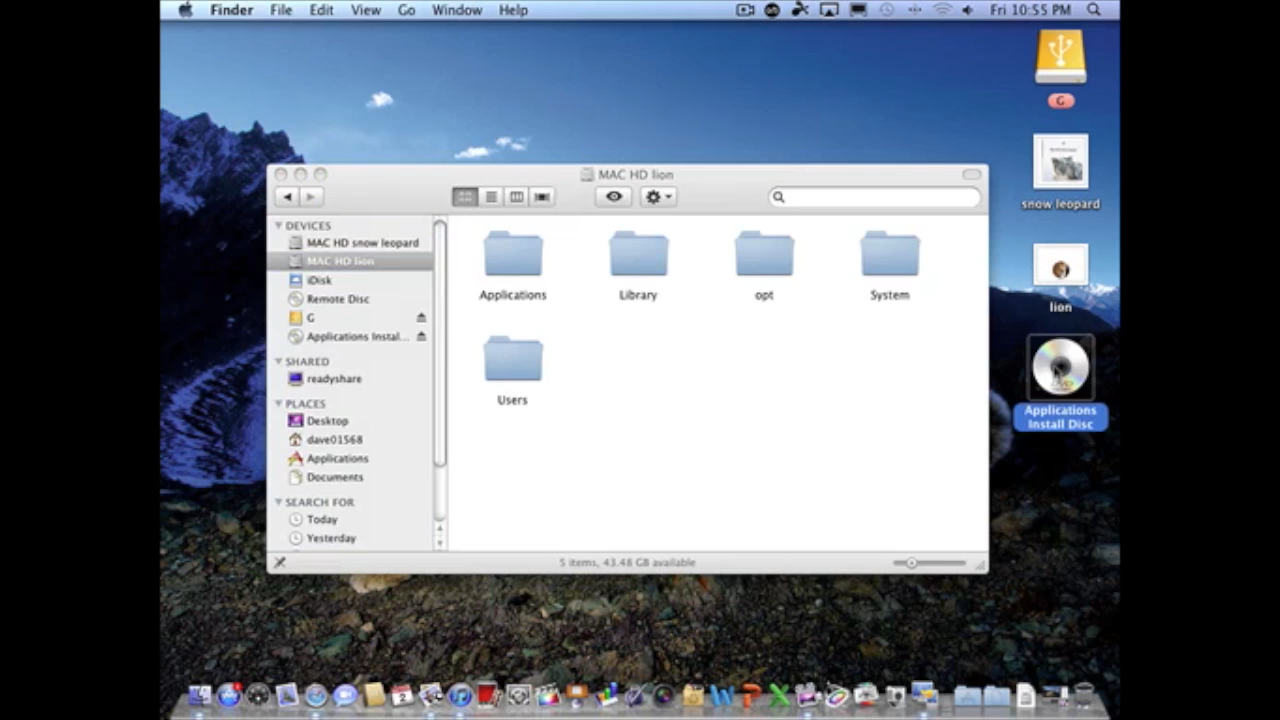 Finder File Edit View Go Window Help Fri 10:55 PM
G
snow leopard
lion
Applications
Install Disc
MAC HD lion
DEVICES
MAC HD snow leopard
MAC HD lion
iDisk
Remote Disc
G
Applications Instal...
SHARED
readyshare
PLACES
Desktop
dave01568
Applications
Documents
SEARCH FOR
Today
Yesterday
Applications Library opt System
Users
5 items, 43.48 GB available